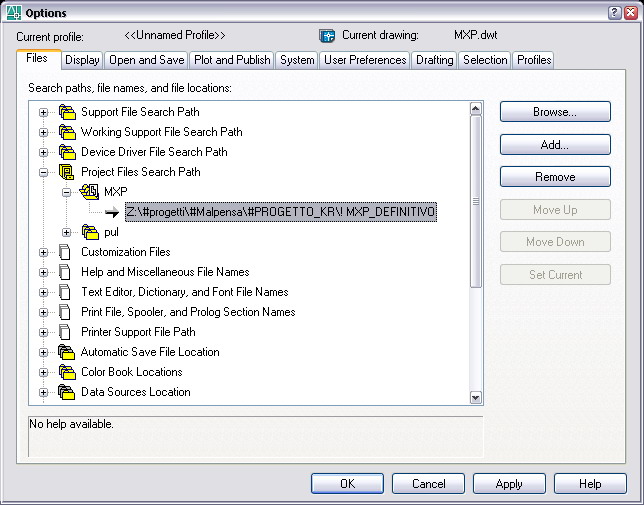 Options
Current profile: <<Unnamed Profile>> Current drawing: MXP.dwt
Files Display Open and Save Plot and Publish System User Preferences Drafting Selection Profiles
Search paths, file names, and file locations:
Support File Search Path
Working Support File Search Path
Device Driver File Search Path
Project Files Search Path
MXP
Z:\#progetti\#Malpensa\#PROGETTO_KR\! MXP_DEFINITIVO
pul
Customization Files
Help and Miscellaneous File Names
Text Editor, Dictionary, and Font File Names
Print File, Spooler, and Prolog Section Names
Printer Support File Path
Automatic Save File Location
Color Book Locations
Data Sources Location
Browse...
Add...
Remove
Move Up
Move Down
Set Current
No help available.
OK Cancel Apply Help